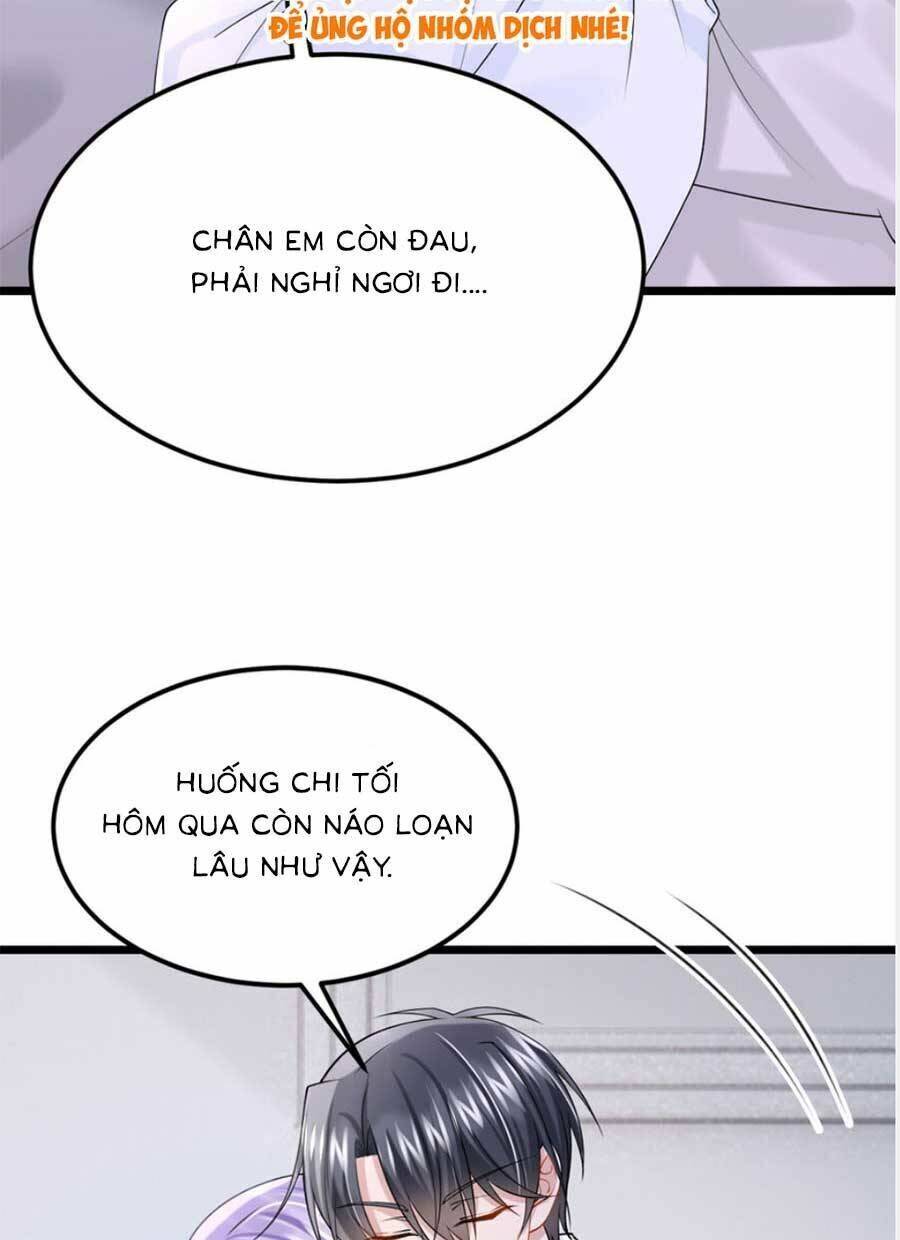 ĐỂ ỦNG HỘ NHÓM DỊCH NHÉ!
CHÂN EM CÒN ĐAU,
PHẢI NGHỈ NGƠI ĐI....
HUỐNG CHI TỐI
HÔM QUA CÒN NÁO LOẠN
LÂU NHƯ VẬY.